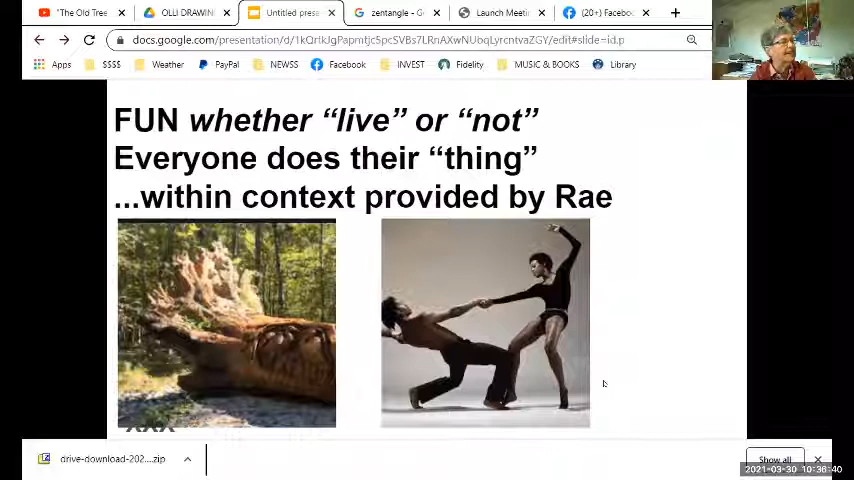 "The Old Tree
OLLI DRAWIN
Untitled prese
zentangle - G
Launch Meeti
(20+) Facebo
docs.google.com/presentation/d/
/edit#slide=id.p
Apps
$$$$
Weather
PayPal
NEWSS
Facebook
INVEST
Fidelity
MUSIC & BOOKS
Library
FUN whether “live” or “not”
Everyone does their “thing”
...within context provided by Rae
drive-download-202....zip
Show all
2021-03-30 10:36:40